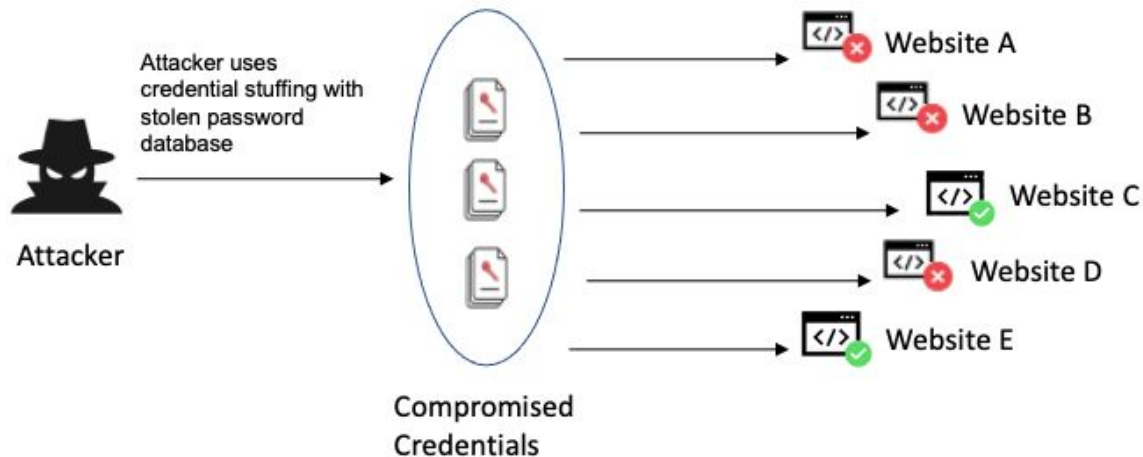 Attacker uses
credential stuffing with
stolen password
database
Attacker
Compromised
Credentials
</> Website A
</> Website B
</> Website C
</> Website D
</> Website E